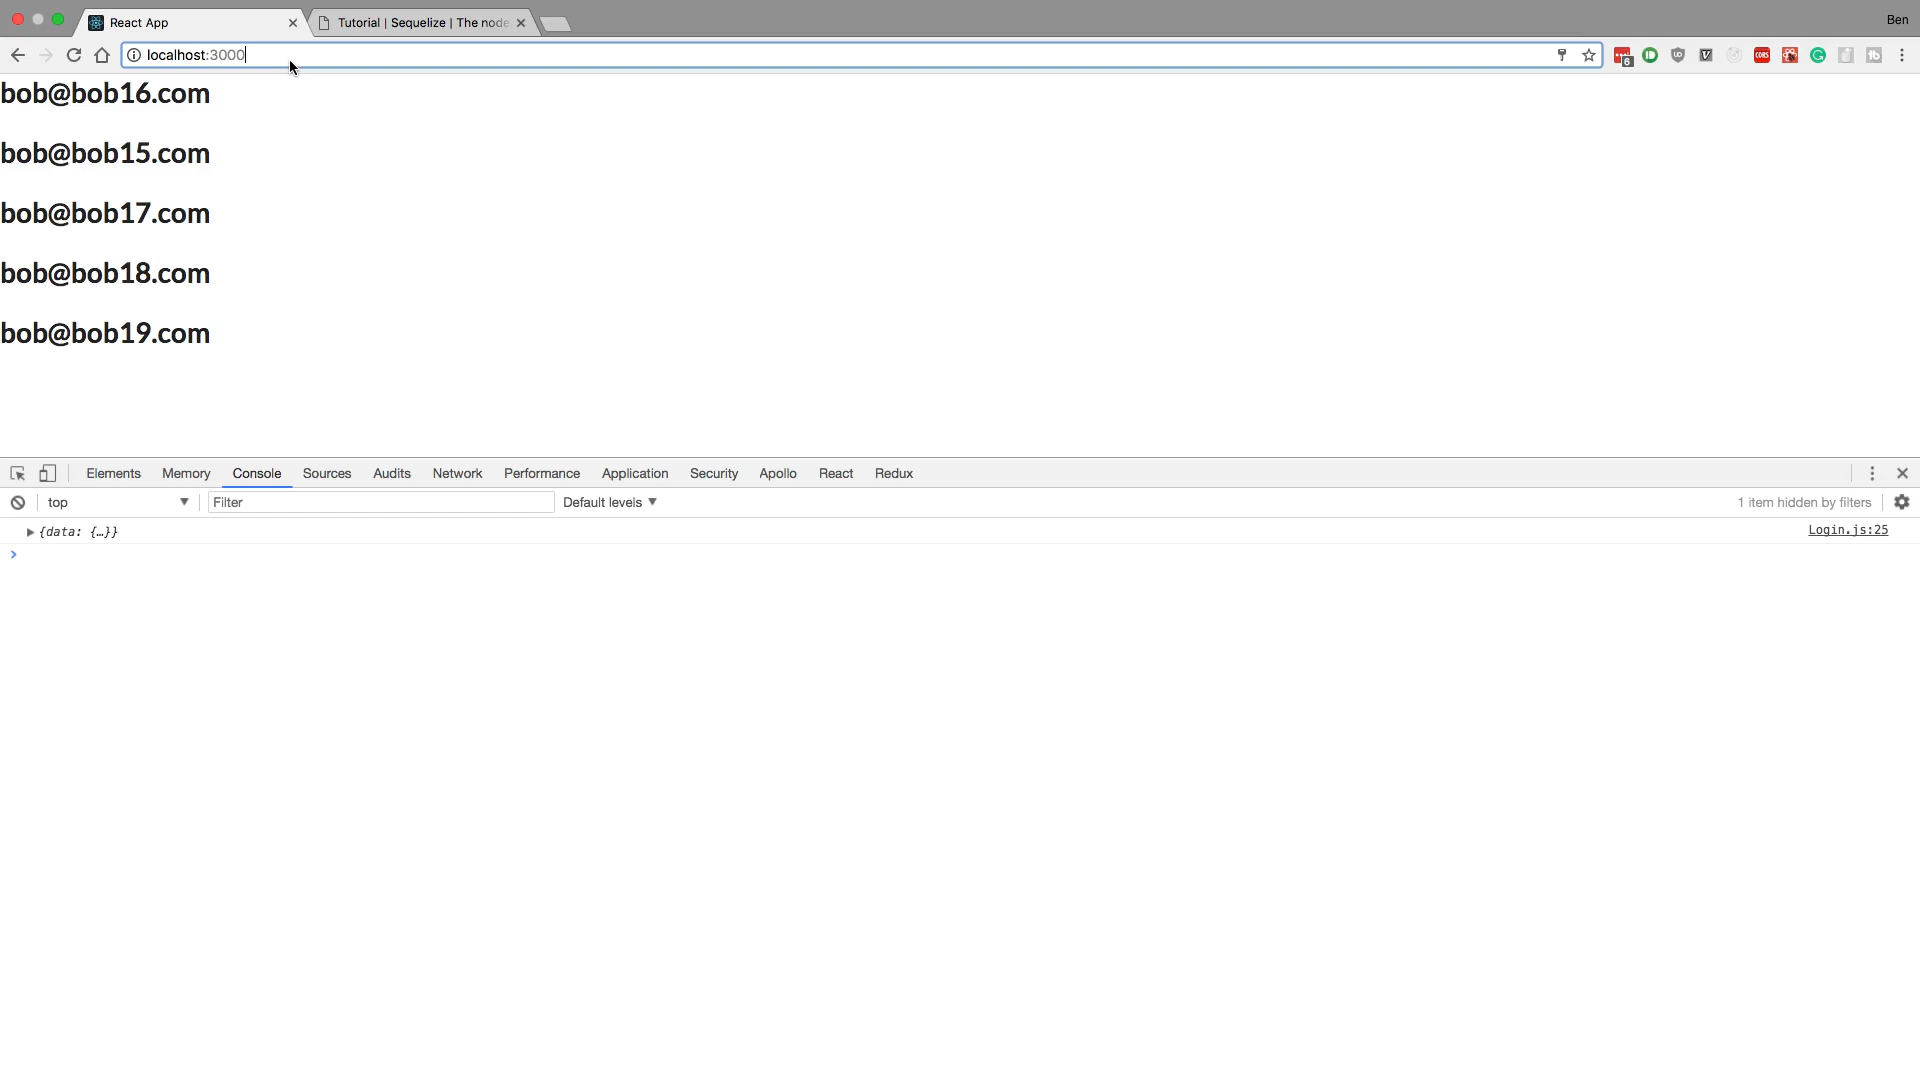 React App
Tutorial | Sequelize | The node
Ben
localhost:3000
6
CORS
bob@bob16.com
bob@bob15.com
bob@bob17.com
bob@bob18.com
bob@bob19.com
Elements Memory Console Sources Audits Network Performance Application Security Apollo React Redux
top Filter Default levels 1 item hidden by filters
{data: {…}} Login.js:25